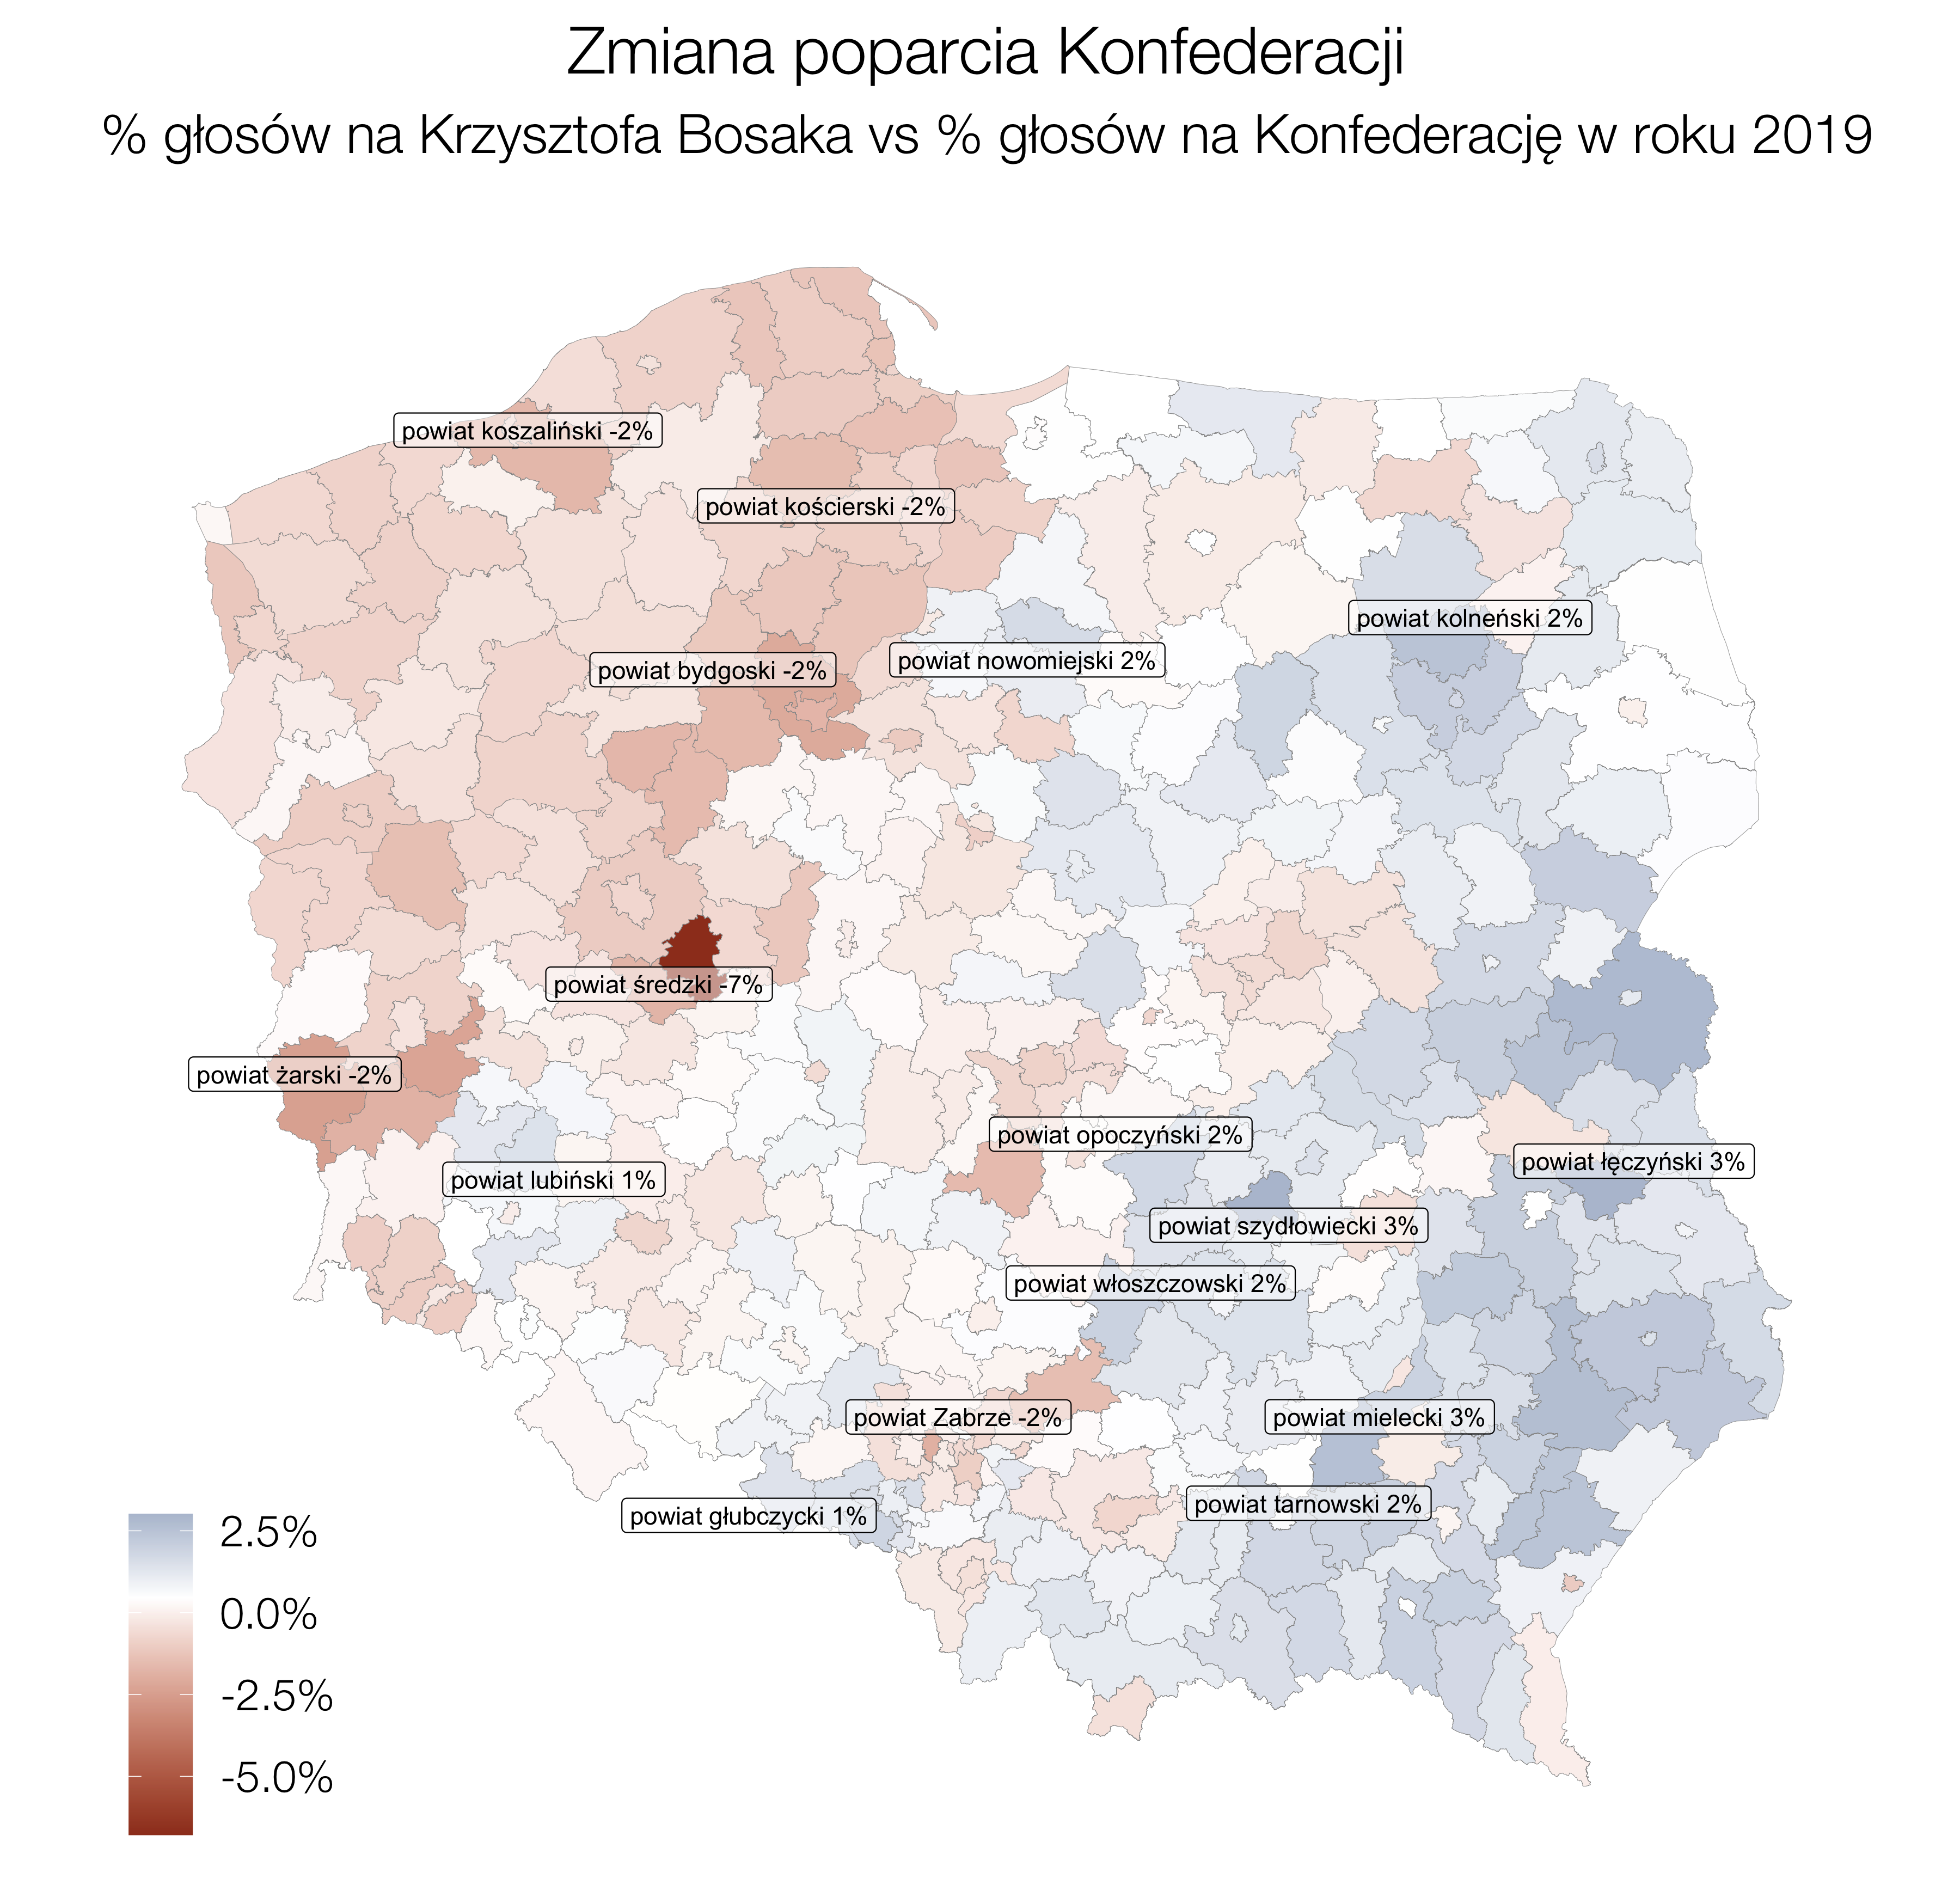 Zmiana poparcia Konfederacji
% głosów na Krzysztofa Bosaka vs % głosów na Konfederację w roku 2019
powiat koszaliński -2%
powiat kościerski -2%
powiat kolneński 2%
powiat nowomiejski 2%
powiat bydgoski -2%
powiat średzki -7%
powiat żarski -2%
powiat opoczyński 2%
powiat łęczyński 3%
powiat lubiński 1%
powiat szydłowiecki 3%
powiat włoszczowski 2%
powiat Zabrze -2%
powiat mielecki 3%
powiat tarnowski 2%
powiat głubczycki 1%
2.5%
0.0%
-2.5%
-5.0%